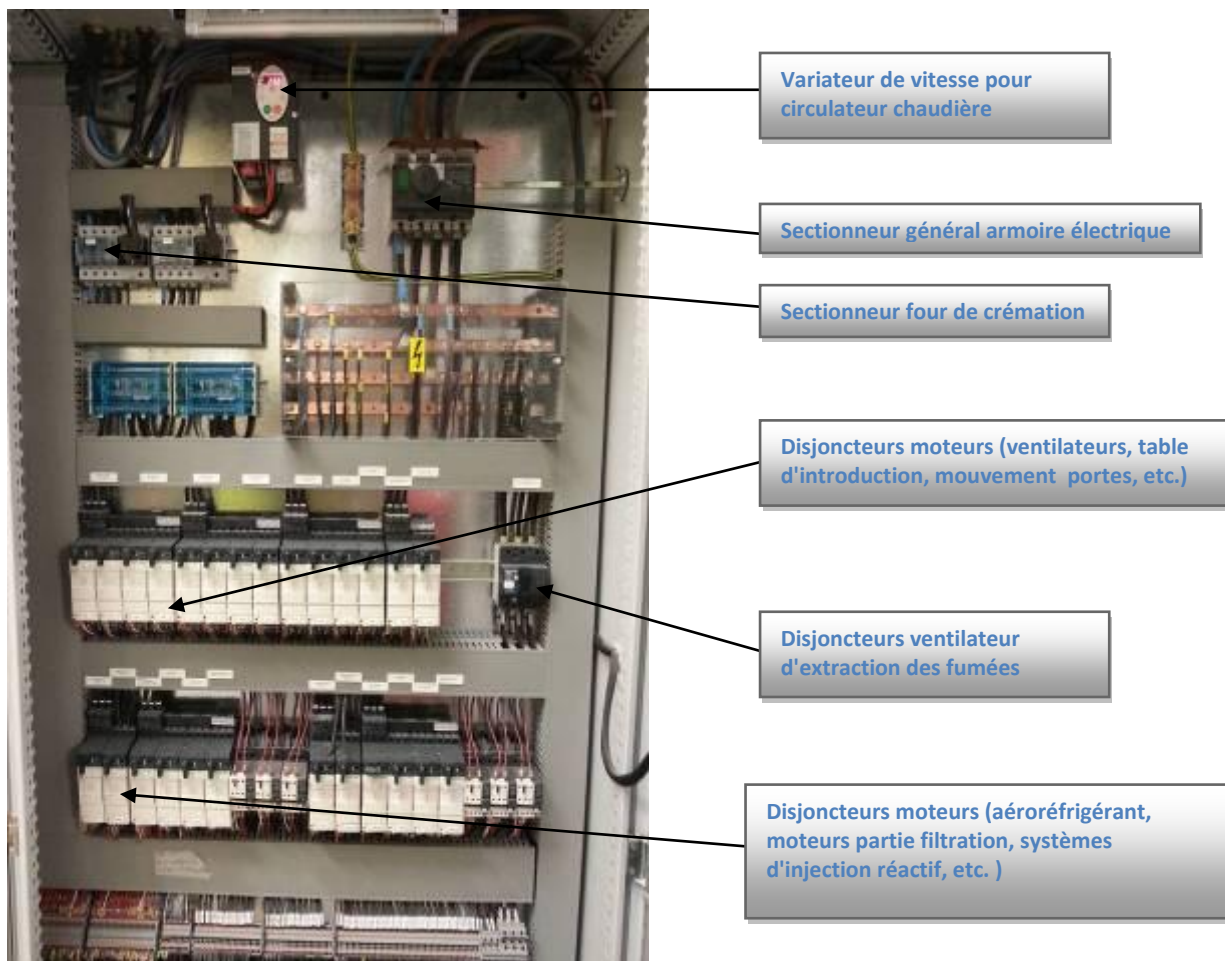 Variateur de vitesse pour
circulateur chaudière
Sectionneur général armoire électrique
Sectionneur four de crémation
Disjoncteurs moteurs (ventilateurs, table
d'introduction, mouvement portes, etc.)
Disjoncteurs ventilateur
d'extraction des fumées
Disjoncteurs moteurs (aéroréfrigérant,
moteurs partie filtration, systèmes
d'injection réactif, etc. )